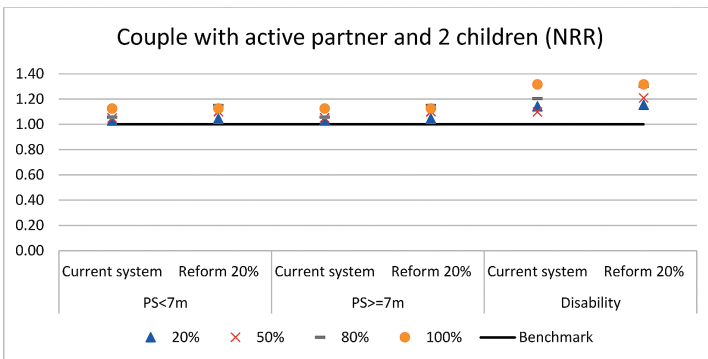 Couple with active partner and 2 children (NRR)
1.40
1.20
1.00
0.80
0.60
0.40
0.20
0.00
Current system Reform 20% Current system Reform 20% Current system Reform 20%
PS<7m PS>=7m Disability
20% 50% 80% 100% Benchmark